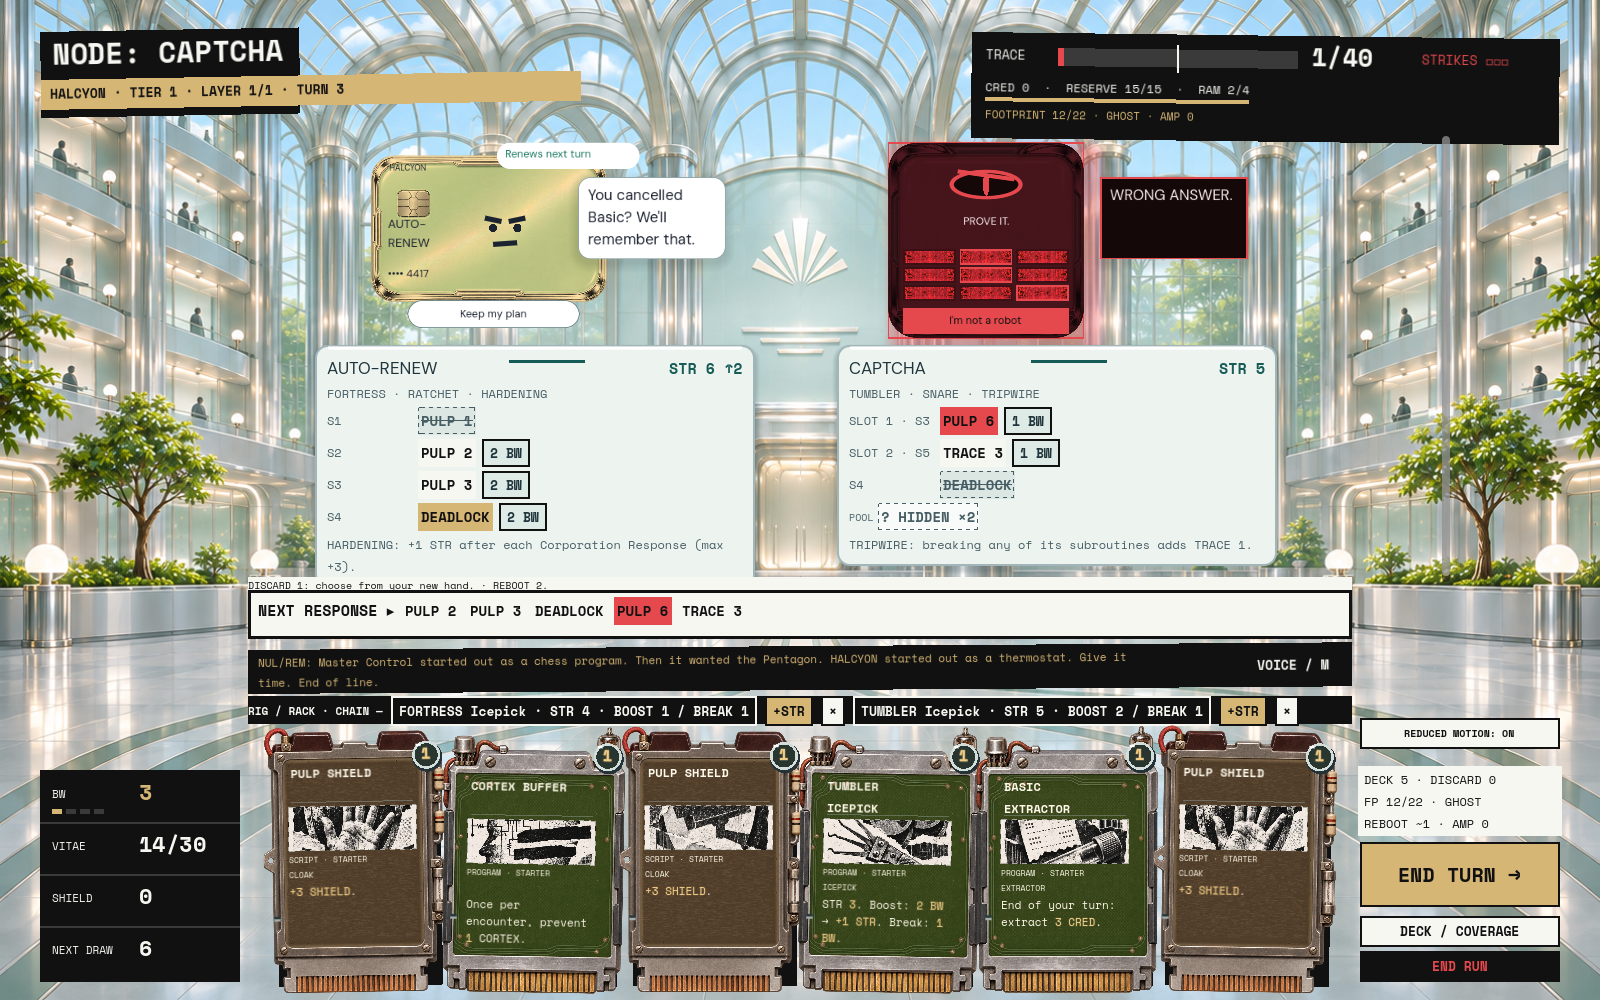 NODE: CAPTCHA
HALCYON · TIER 1 · LAYER 1/1 · TURN 3
TRACE 1/40 STRIKES □□□
CRED 0 · RESERVE 15/15 · RAM 2/4
FOOTPRINT 12/22 · GHOST · AMP 0
HALCYON
Renews next turn
AUTO-
RENEW
•••• 4417
You cancelled
Basic? We'll
remember that.
Keep my plan
PROVE IT.
I'm not a robot
WRONG ANSWER.
AUTO-RENEW STR 6 ↑2
FORTRESS · RATCHET · HARDENING
S1 PULP 1
S2 PULP 2 2 BW
S3 PULP 3 2 BW
S4 DEADLOCK 2 BW
HARDENING: +1 STR after each Corporation Response (max
+3).
CAPTCHA STR 5
TUMBLER · SNARE · TRIPWIRE
SLOT 1 · S3 PULP 6 1 BW
SLOT 2 · S5 TRACE 3 1 BW
S4 DEADLOCK
POOL ? HIDDEN ×2
TRIPWIRE: breaking any of its subroutines adds TRACE 1.
DISCARD 1: choose from your new hand. · REBOOT 2.
NEXT RESPONSE ▸ PULP 2 PULP 3 DEADLOCK PULP 6 TRACE 3
NUL/REM: Master Control started out as a chess program. Then it wanted the Pentagon. HALCYON started out as a thermostat. Give it
time. End of line.
VOICE / M
RIG / RACK · CHAIN — FORTRESS Icepick · STR 4 · BOOST 1 / BREAK 1 +STR × TUMBLER Icepick · STR 5 · BOOST 2 / BREAK 1 +STR ×
BW 3
VITAE 14/30
SHIELD 0
NEXT DRAW 6
1
PULP SHIELD
SCRIPT · STARTER
CLOAK
+3 SHIELD.
1
CORTEX BUFFER
PROGRAM · STARTER
Once per
encounter, prevent
1 CORTEX.
1
PULP SHIELD
SCRIPT · STARTER
CLOAK
+3 SHIELD.
1
TUMBLER
ICEPICK
PROGRAM · STARTER
ICEPICK
STR 3. Boost: 2 BW
→ +1 STR. Break: 1
BW.
1
BASIC
EXTRACTOR
PROGRAM · STARTER
EXTRACTOR
End of your turn:
extract 3 CRED.
1
PULP SHIELD
SCRIPT · STARTER
CLOAK
+3 SHIELD.
REDUCED MOTION: ON
DECK 5 · DISCARD 0
FP 12/22 · GHOST
REBOOT ~1 · AMP 0
END TURN →
DECK / COVERAGE
END RUN